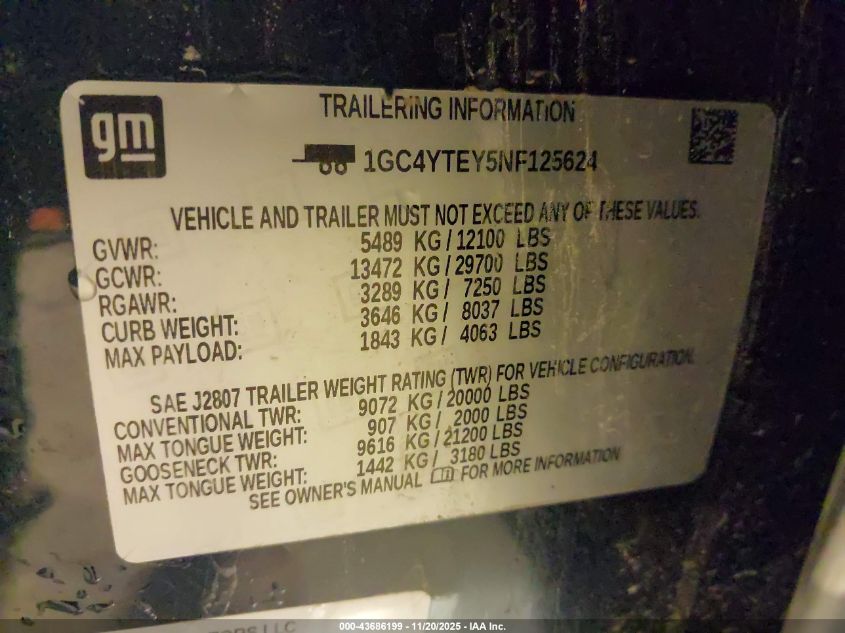 gm
TRAILERING INFORMATION
1GC4YTEY5NF125624
VEHICLE AND TRAILER MUST NOT EXCEED ANY OF THESE VALUES.
GVWR: 5489 KG / 12100 LBS
GCWR: 13472 KG / 29700 LBS
RGAWR: 3289 KG / 7250 LBS
CURB WEIGHT: 3646 KG / 8037 LBS
MAX PAYLOAD: 1843 KG / 4063 LBS
SAE J2807 TRAILER WEIGHT RATING (TWR) FOR VEHICLE CONFIGURATION.
CONVENTIONAL TWR: 9072 KG / 20000 LBS
MAX TONGUE WEIGHT: 907 KG / 2000 LBS
GOOSENECK TWR: 9616 KG / 21200 LBS
MAX TONGUE WEIGHT: 1442 KG / 3180 LBS
SEE OWNER'S MANUAL FOR MORE INFORMATION
LLC
000-43686199 - 11/20/2025 - IAA Inc.